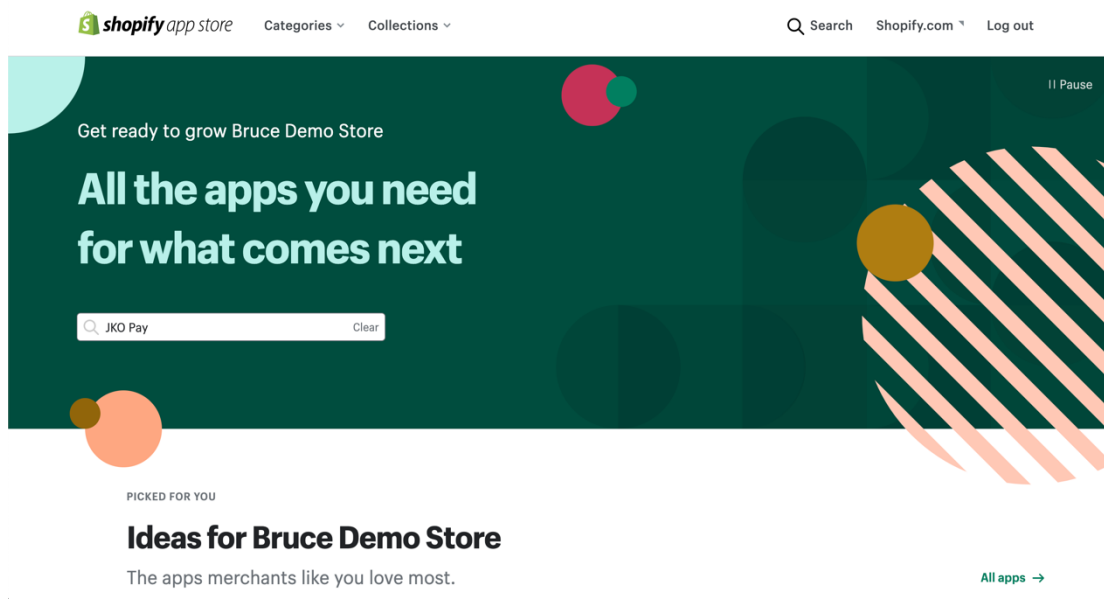 shopify app store Categories Collections Search Shopify.com Log out
Pause
Get ready to grow Bruce Demo Store
All the apps you need
for what comes next
JKO Pay Clear
PICKED FOR YOU
Ideas for Bruce Demo Store
The apps merchants like you love most.
All apps →